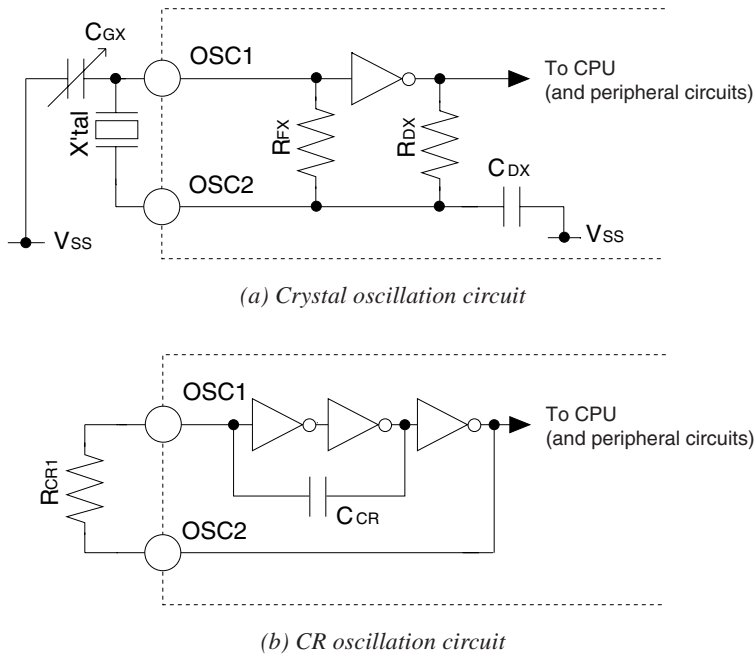 CGX
OSC1
To CPU
(and peripheral circuits)
X'tal
RFX
RDX
CDX
OSC2
VSS
VSS
(a) Crystal oscillation circuit
OSC1
To CPU
(and peripheral circuits)
RCR1
CCR
OSC2
(b) CR oscillation circuit